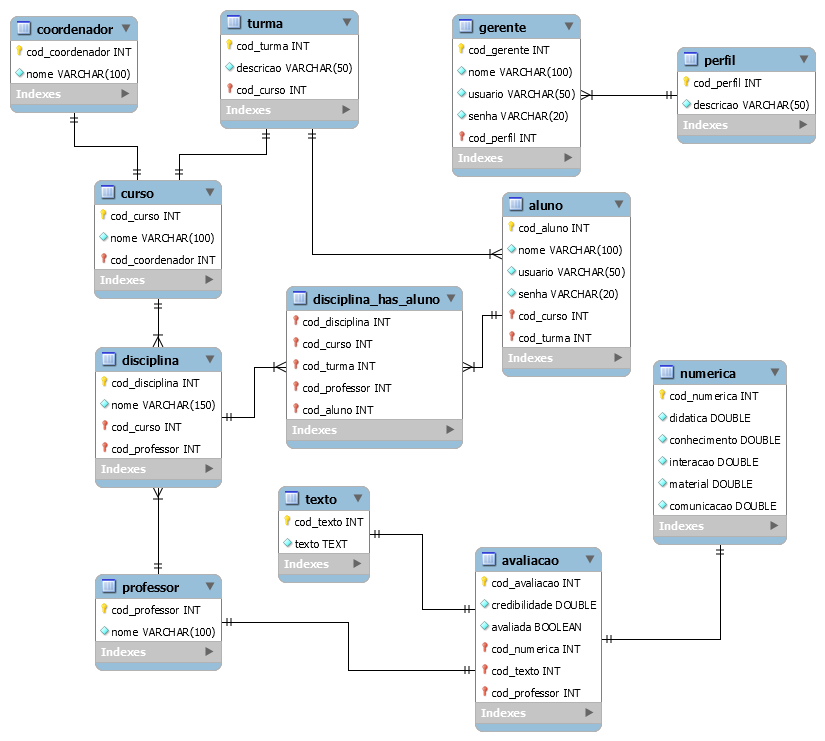 coordenador
cod_coordenador INT
nome VARCHAR(100)
Indexes
turma
cod_turma INT
descricao VARCHAR(50)
cod_curso INT
Indexes
gerente
cod_gerente INT
nome VARCHAR(100)
usuario VARCHAR(50)
senha VARCHAR(20)
cod_perfil INT
Indexes
perfil
cod_perfil INT
descricao VARCHAR(50)
Indexes
curso
cod_curso INT
nome VARCHAR(100)
cod_coordenador INT
Indexes
aluno
cod_aluno INT
nome VARCHAR(100)
usuario VARCHAR(50)
senha VARCHAR(20)
cod_curso INT
cod_turma INT
Indexes
disciplina_has_aluno
cod_disciplina INT
cod_curso INT
cod_turma INT
cod_professor INT
cod_aluno INT
Indexes
disciplina
cod_disciplina INT
nome VARCHAR(150)
cod_curso INT
cod_professor INT
Indexes
numerica
cod_numerica INT
didatica DOUBLE
conhecimento DOUBLE
interacao DOUBLE
material DOUBLE
comunicacao DOUBLE
Indexes
texto
cod_texto INT
texto TEXT
Indexes
avaliacao
cod_avaliacao INT
credibilidade DOUBLE
avaliada BOOLEAN
cod_numerica INT
cod_texto INT
cod_professor INT
Indexes
professor
cod_professor INT
nome VARCHAR(100)
Indexes